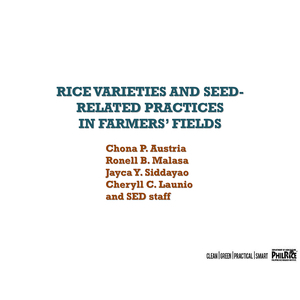 RICE VARIETIES AND SEED-
RELATED PRACTICES
IN FARMERS' FIELDS
Chona P. Austria
Ronell B. Malasa
Jayca Y. Siddayao
Cheryll C. Launio
and SED staff
CLEAN | GREEN | PRACTICAL | SMART
PHILRICE